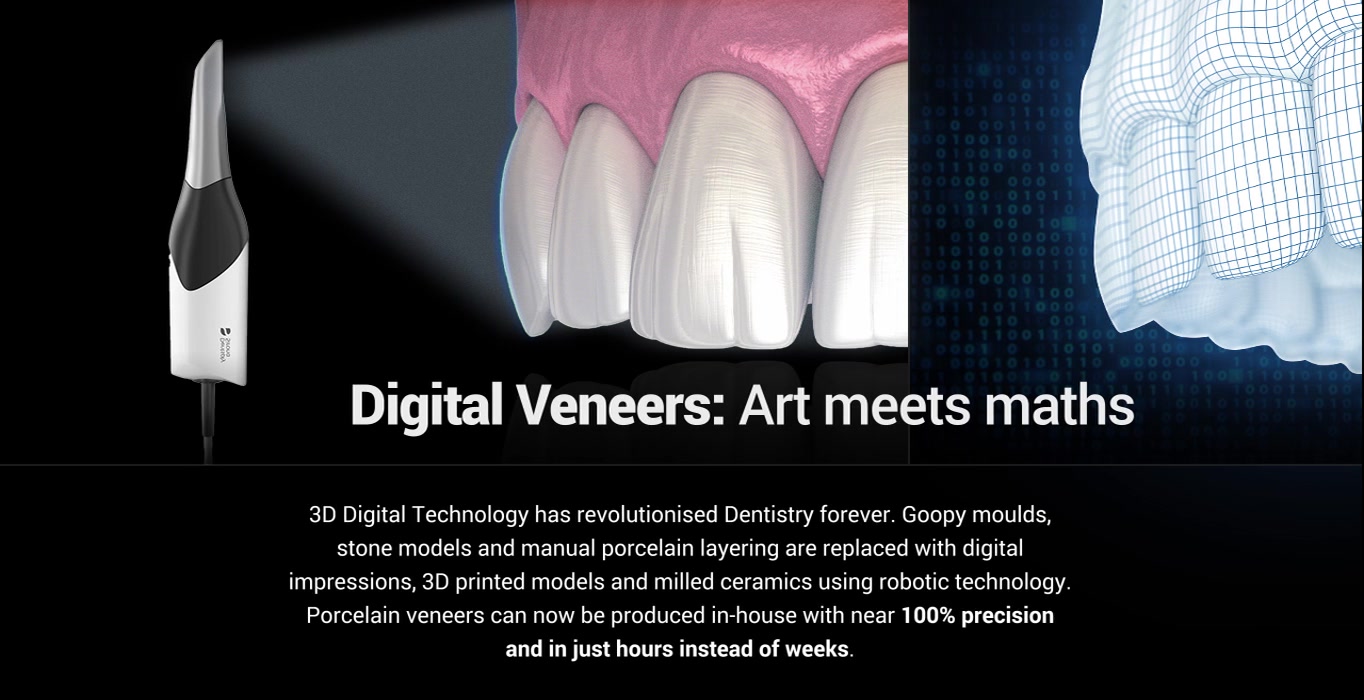 Digital Veneers: Art meets maths
3D Digital Technology has revolutionised Dentistry forever. Goopy moulds,
stone models and manual porcelain layering are replaced with digital
impressions, 3D printed models and milled ceramics using robotic technology.
Porcelain veneers can now be produced in-house with near 100% precision
and in just hours instead of weeks.